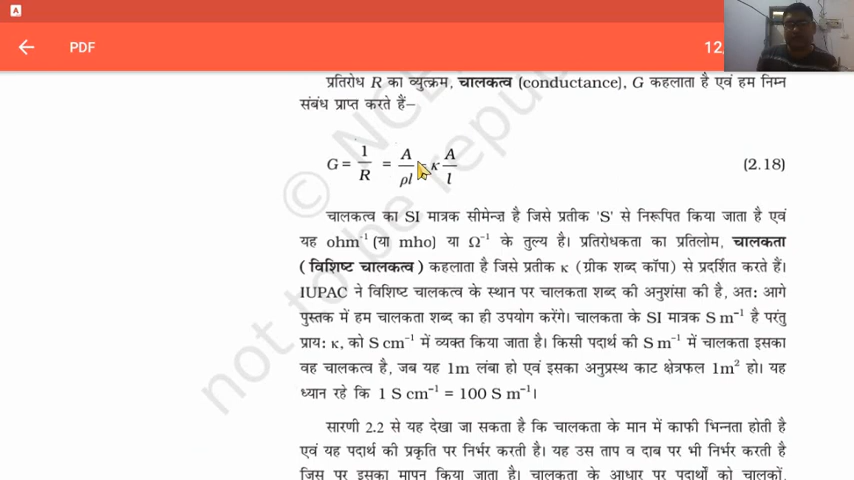 A
PDF
12
प्रतिरोध R का व्युत्क्रम, चालकत्व (conductance), G कहलाता है एवं हम निम्न
संबंध प्राप्त करते हैं–
G = 1/R = A/ρl = κ A/l (2.18)
चालकत्व का SI मात्रक सीमेन्ज़ है जिसे प्रतीक 'S' से निरूपित किया जाता है एवं
यह ohm⁻¹ (या mho) या Ω⁻¹ के तुल्य है। प्रतिरोधकता का प्रतिलोम, चालकता
(विशिष्ट चालकत्व) कहलाता है जिसे प्रतीक κ (ग्रीक शब्द कॉपा) से प्रदर्शित करते हैं।
IUPAC ने विशिष्ट चालकत्व के स्थान पर चालकता शब्द की अनुशंसा की है, अतः आगे
पुस्तक में हम चालकता शब्द का ही उपयोग करेंगे। चालकता के SI मात्रक S m⁻¹ है परंतु
प्रायः κ, को S cm⁻¹ में व्यक्त किया जाता है। किसी पदार्थ की S m⁻¹ में चालकता इसका
वह चालकत्व है, जब यह 1m लंबा हो एवं इसका अनुप्रस्थ काट क्षेत्रफल 1m² हो। यह
ध्यान रहे कि 1 S cm⁻¹ = 100 S m⁻¹।
सारणी 2.2 से यह देखा जा सकता है कि चालकता के मान में काफी भिन्नता होती है
एवं यह पदार्थ की प्रकृति पर निर्भर करती है। यह उस ताप व दाब पर भी निर्भर करती है
जिस पर इसका मापन किया जाता है। चालकता के आधार पर पदार्थों को चालकों,
not to be repub